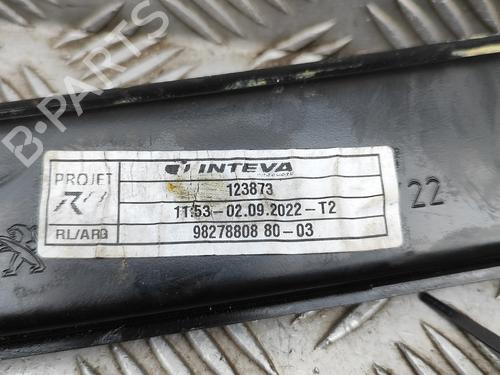 B-PARTS
INTEVA
PROJET
123873
11:53-02.09.2022-T2
RL/ARG
98278808 80-03
22